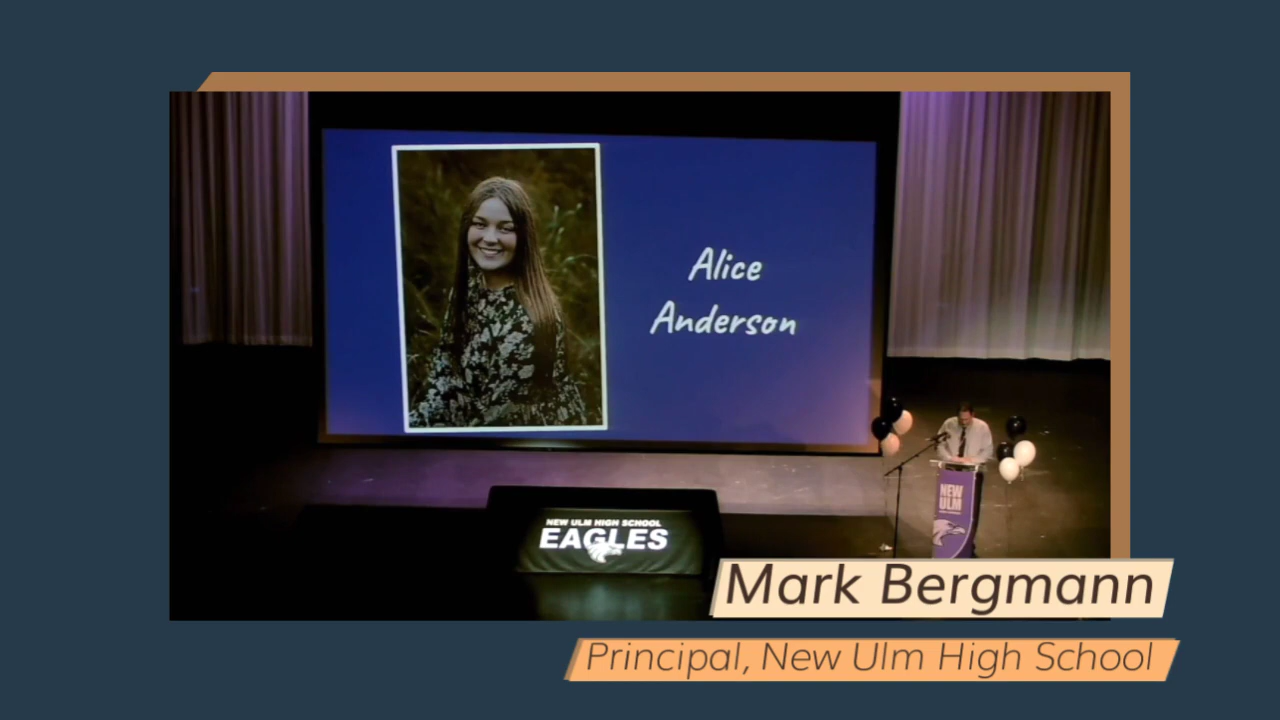 Alice
Anderson
NEW
ULM
NEW ULM HIGH SCHOOL
EAGLES
Mark Bergmann
Principal, New Ulm High School